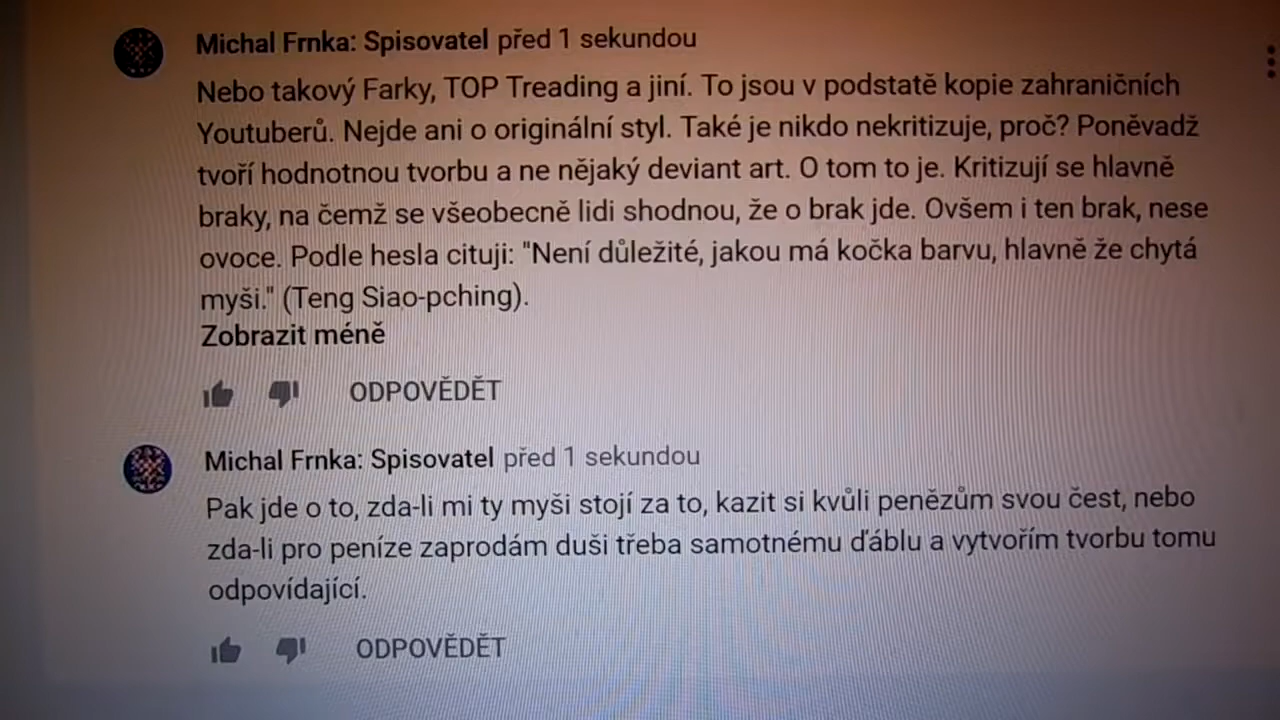 Michal Frnka: Spisovatel před 1 sekundou
Nebo takový Farky, TOP Treading a jiní. To jsou v podstatě kopie zahraničních
Youtuberů. Nejde ani o originální styl. Také je nikdo nekritizuje, proč? Poněvadž
tvoří hodnotnou tvorbu a ne nějaký deviant art. O tom to je. Kritizují se hlavně
braky, na čemž se všeobecně lidi shodnou, že o brak jde. Ovšem i ten brak, nese
ovoce. Podle hesla cituji: "Není důležité, jakou má kočka barvu, hlavně že chytá
myši." (Teng Siao-pching).
Zobrazit méně
ODPOVĚDĚT
Michal Frnka: Spisovatel před 1 sekundou
Pak jde o to, zda-li mi ty myši stojí za to, kazit si kvůli penězům svou čest, nebo
zda-li pro peníze zaprodám duši třeba samotnému ďáblu a vytvořím tvorbu tomu
odpovídající.
ODPOVĚDĚT